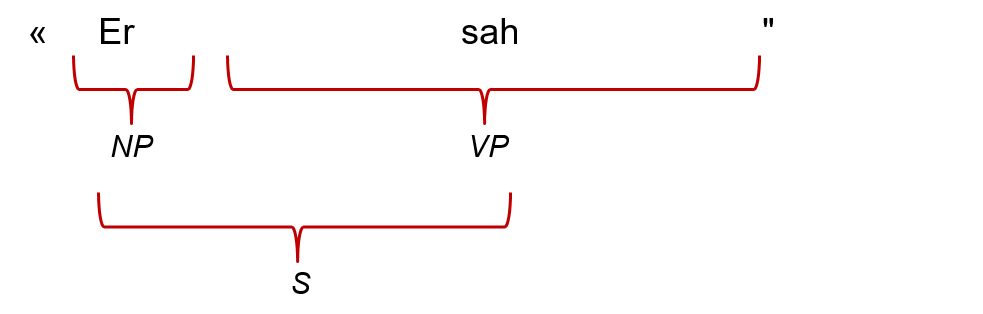 « Er sah "
NP VP
S